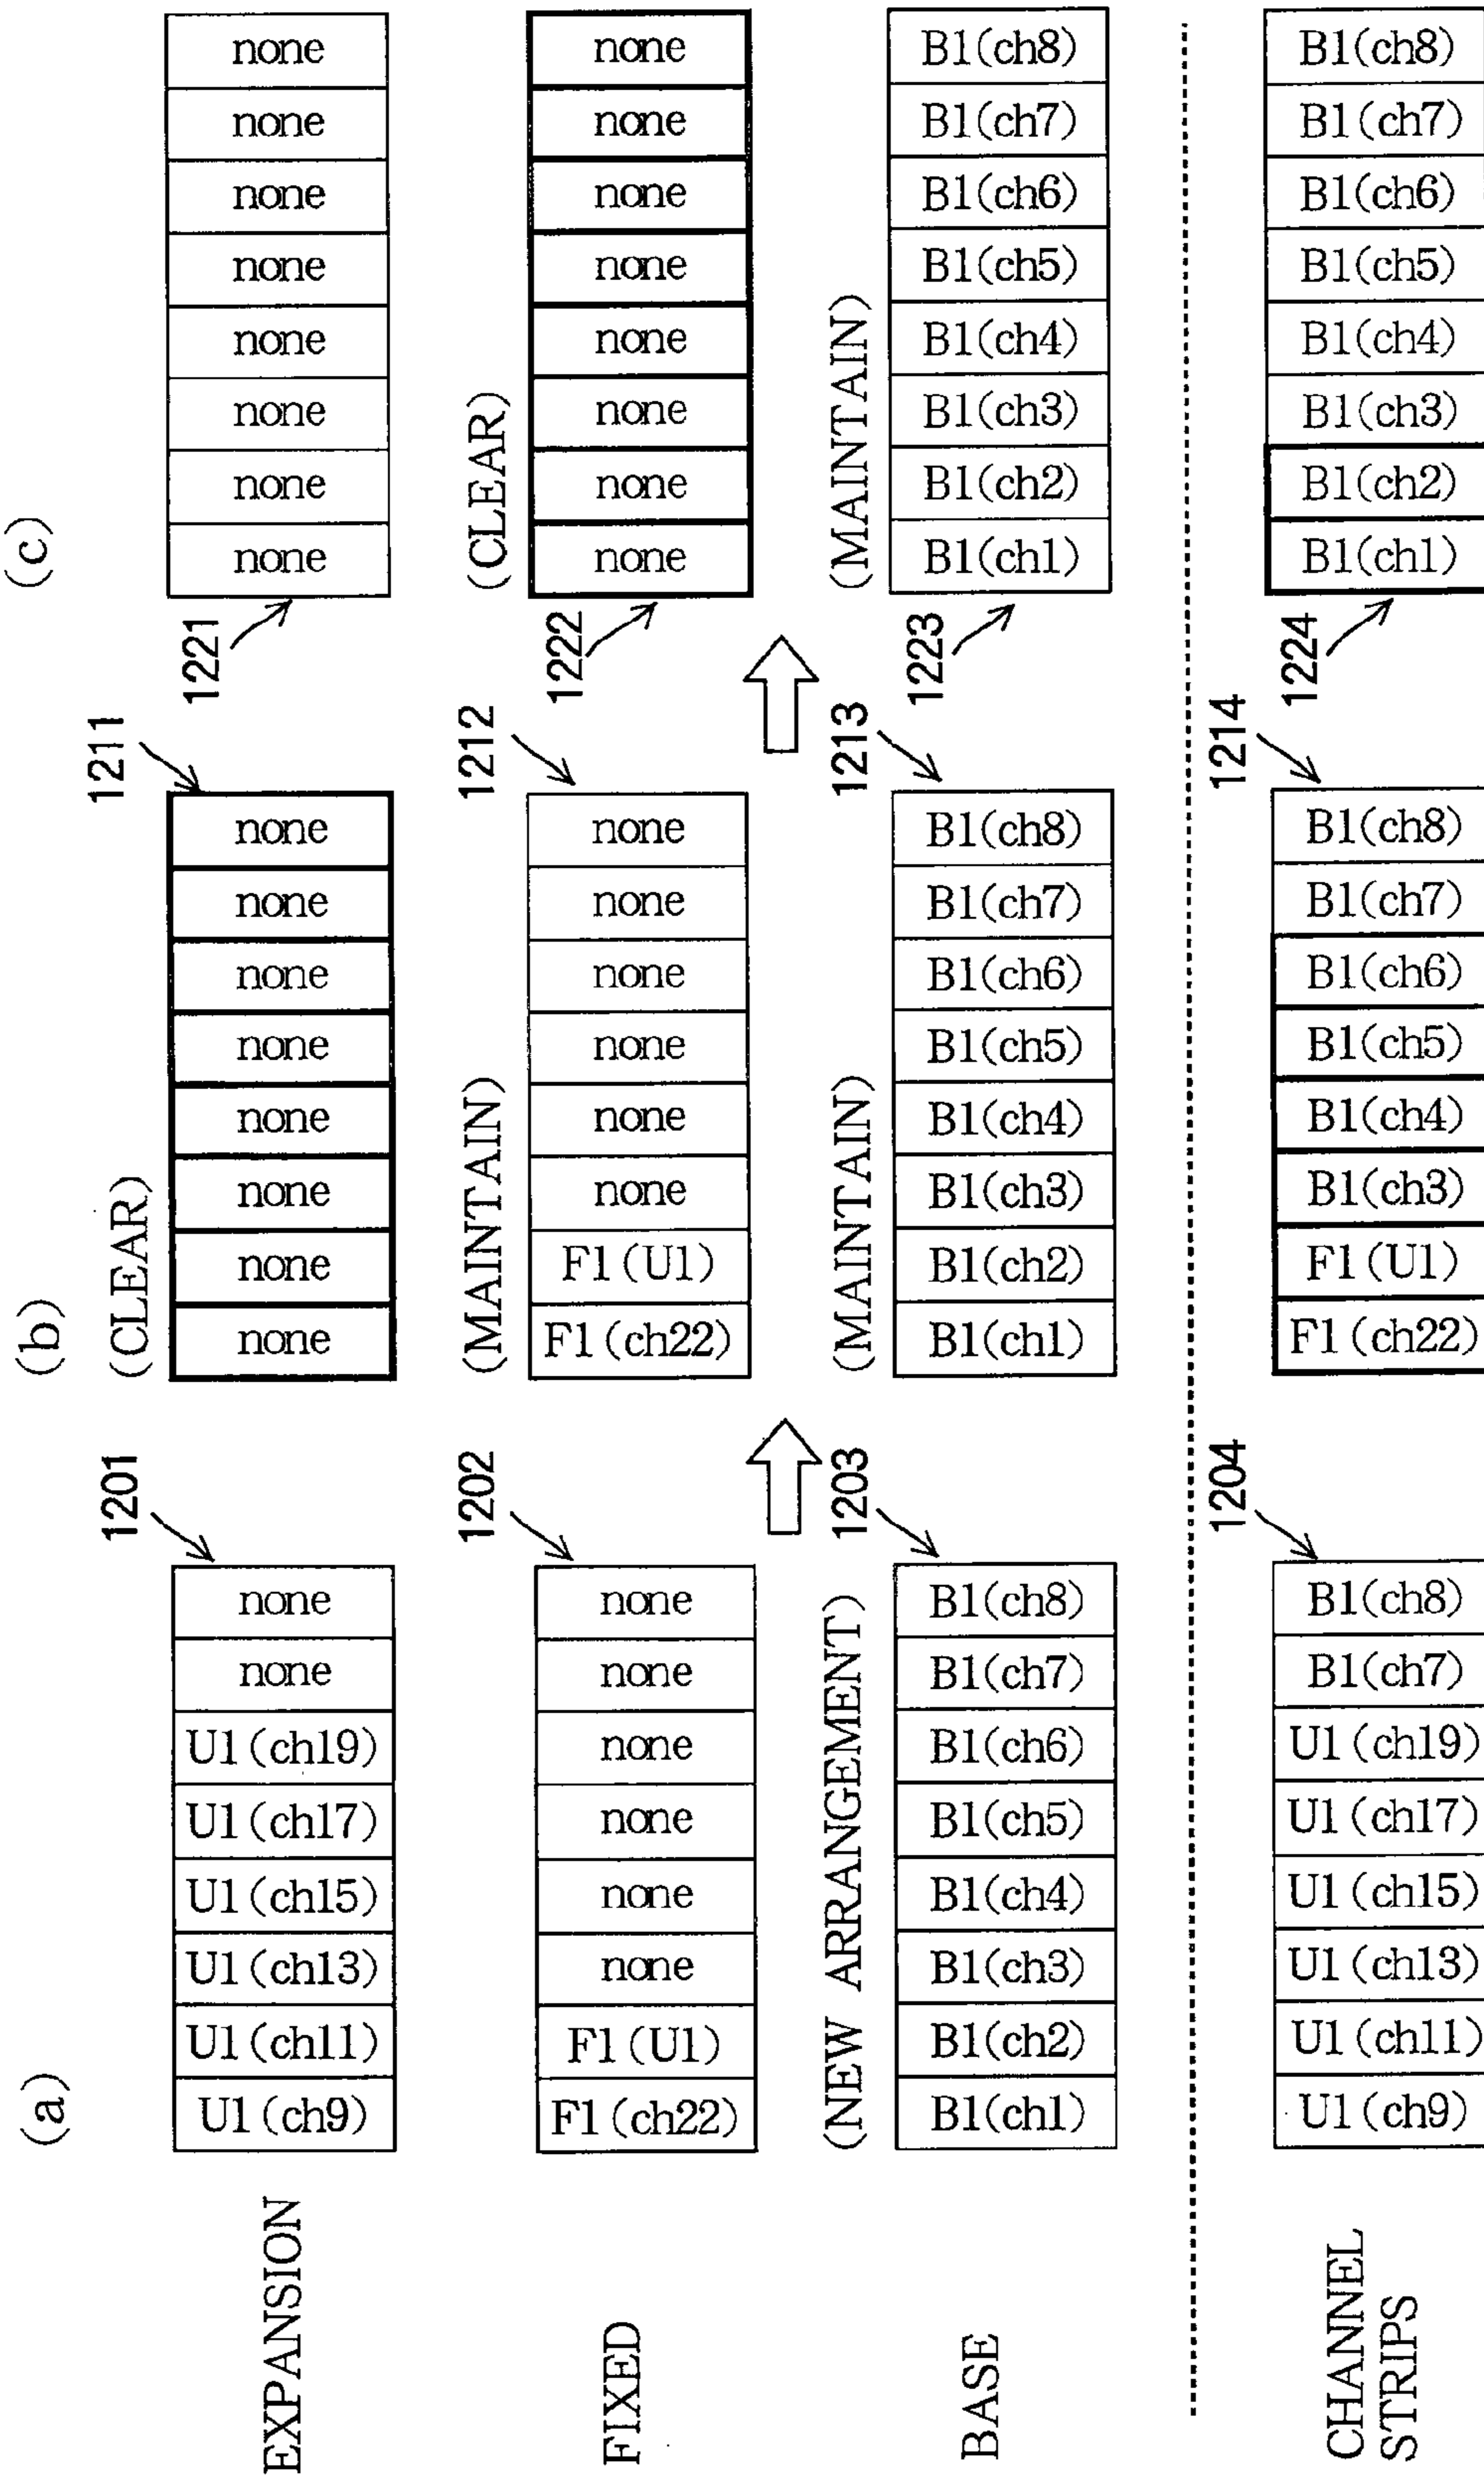 (a)
(b)
(c)
EXPANSION
1201
U1(ch9) U1(ch11) U1(ch13) U1(ch15) U1(ch17) U1(ch19) none none
(CLEAR)
1211
none none none none none none none none
1221
none none none none none none none none
FIXED
1202
F1(ch22) F1(U1) none none none none none none
(MAINTAIN)
1212
F1(ch22) F1(U1) none none none none none none
(CLEAR)
1222
none none none none none none none none
BASE
(NEW ARRANGEMENT)
1203
B1(ch1) B1(ch2) B1(ch3) B1(ch4) B1(ch5) B1(ch6) B1(ch7) B1(ch8)
(MAINTAIN)
1213
B1(ch1) B1(ch2) B1(ch3) B1(ch4) B1(ch5) B1(ch6) B1(ch7) B1(ch8)
(MAINTAIN)
1223
B1(ch1) B1(ch2) B1(ch3) B1(ch4) B1(ch5) B1(ch6) B1(ch7) B1(ch8)
CHANNEL
STRIPS
1204
U1(ch9) U1(ch11) U1(ch13) U1(ch15) U1(ch17) U1(ch19) B1(ch7) B1(ch8)
1214
F1(ch22) F1(U1) B1(ch3) B1(ch4) B1(ch5) B1(ch6) B1(ch7) B1(ch8)
1224
B1(ch1) B1(ch2) B1(ch3) B1(ch4) B1(ch5) B1(ch6) B1(ch7) B1(ch8)